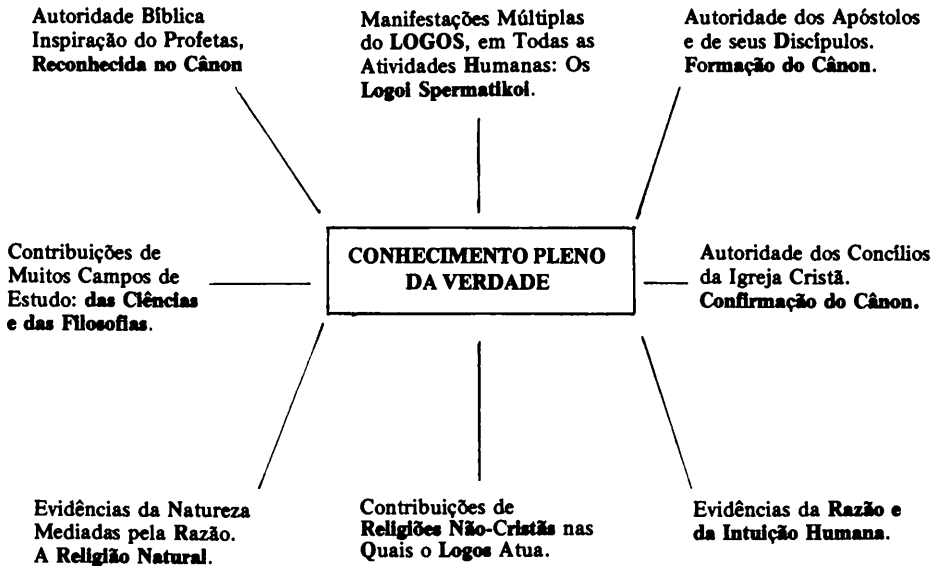 Autoridade Bíblica
Inspiração do Profetas,
Reconhecida no Cânon
Manifestações Múltiplas
do LOGOS, em Todas as
Atividades Humanas: Os
Logoi Spermatikoi.
Autoridade dos Apóstolos
e de seus Discípulos.
Formação do Cânon.
Contribuições de
Muitos Campos de
Estudo: das Ciências
e das Filosofias.
CONHECIMENTO PLENO
DA VERDADE
Autoridade dos Concílios
da Igreja Cristã.
Confirmação do Cânon.
Evidências da Natureza
Mediadas pela Razão.
A Religião Natural.
Contribuições de
Religiões Não-Cristãs nas
Quais o Logos Atua.
Evidências da Razão e
da Intuição Humana.